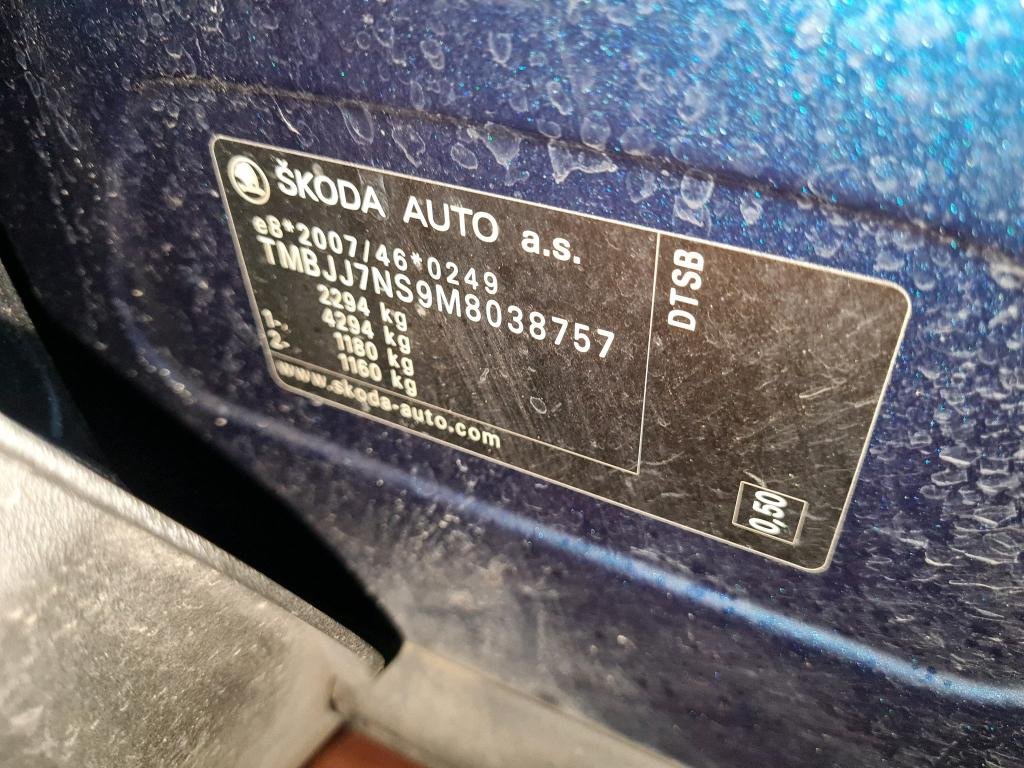 ŠKODA AUTO a.s.
e8*2007/46*0249
TMBJJ7NS9M8038757
2294 kg
4294 kg
1-. 1180 kg
2- 1160 kg
www.skoda-auto.com
DTSB
0,50